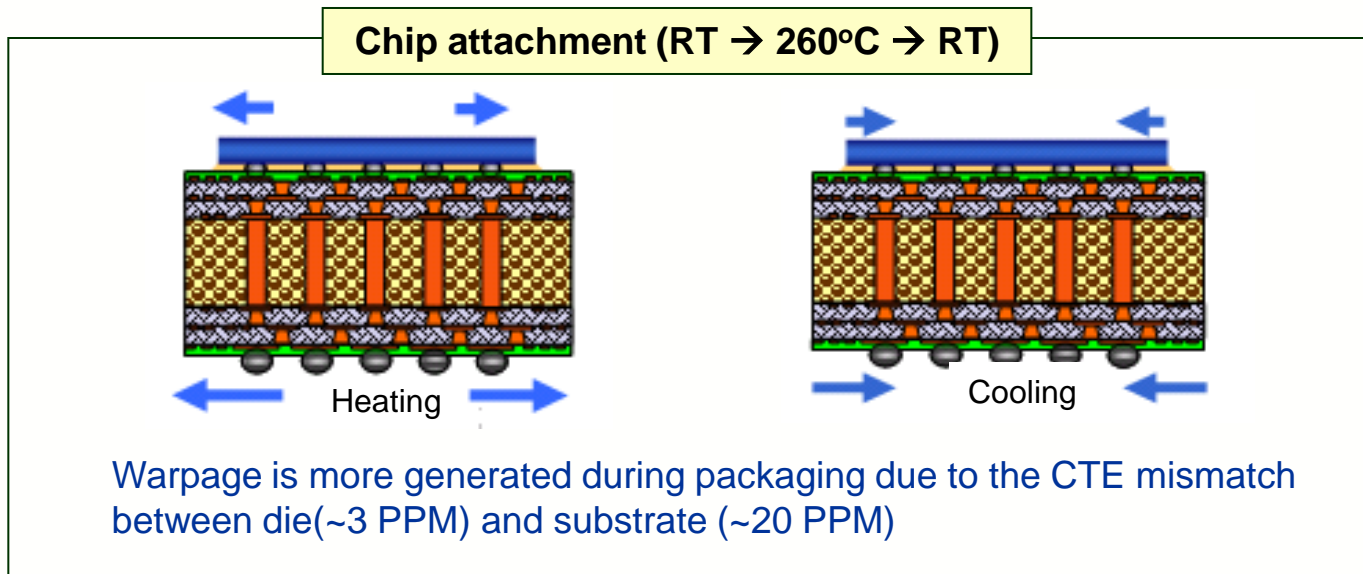 Chip attachment (RT → 260°C → RT)
Heating
Cooling
Warpage is more generated during packaging due to the CTE mismatch
between die(~3 PPM) and substrate (~20 PPM)